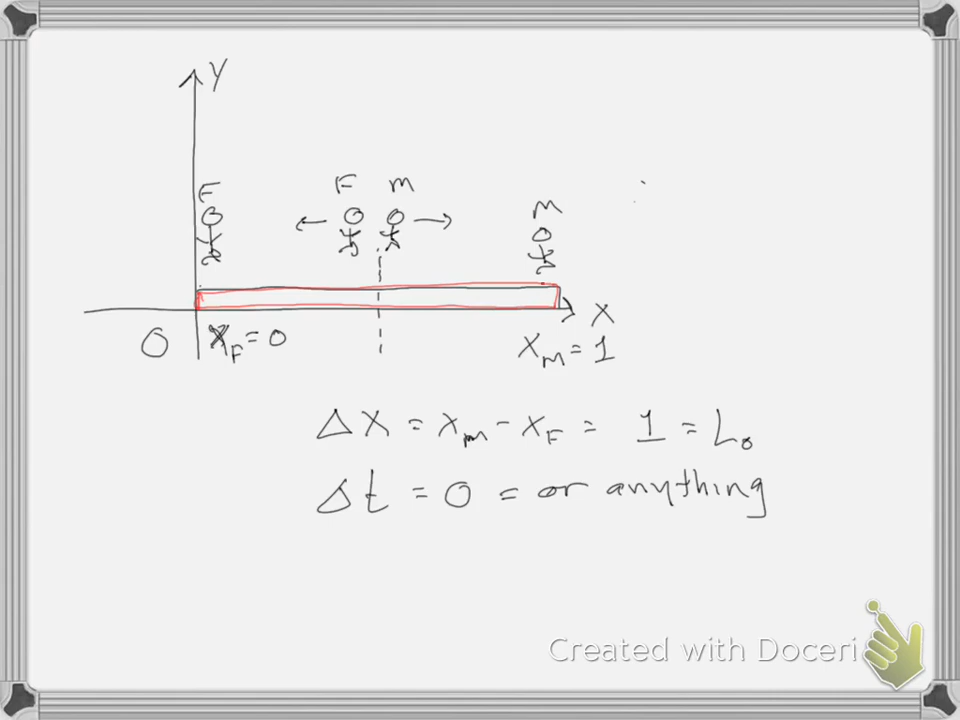 Y
F
F m
m
X
O X_F = 0
X_m = 1
ΔX = X_m - X_F = 1 = L_0
Δt = 0 = or anything
Created with Doceri